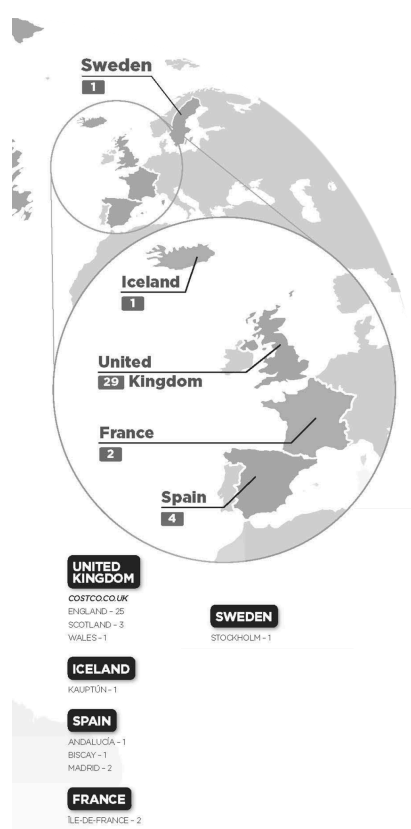 Sweden
1
Iceland
1
United
29 Kingdom
France
2
Spain
4
UNITED
KINGDOM
COSTCO.CO.UK
ENGLAND – 25
SCOTLAND – 3
WALES – 1
SWEDEN
STOCKHOLM – 1
ICELAND
KAUPTÚN – 1
SPAIN
ANDALUCÍA – 1
BISCAY – 1
MADRID – 2
FRANCE
ÎLE-DE-FRANCE – 2